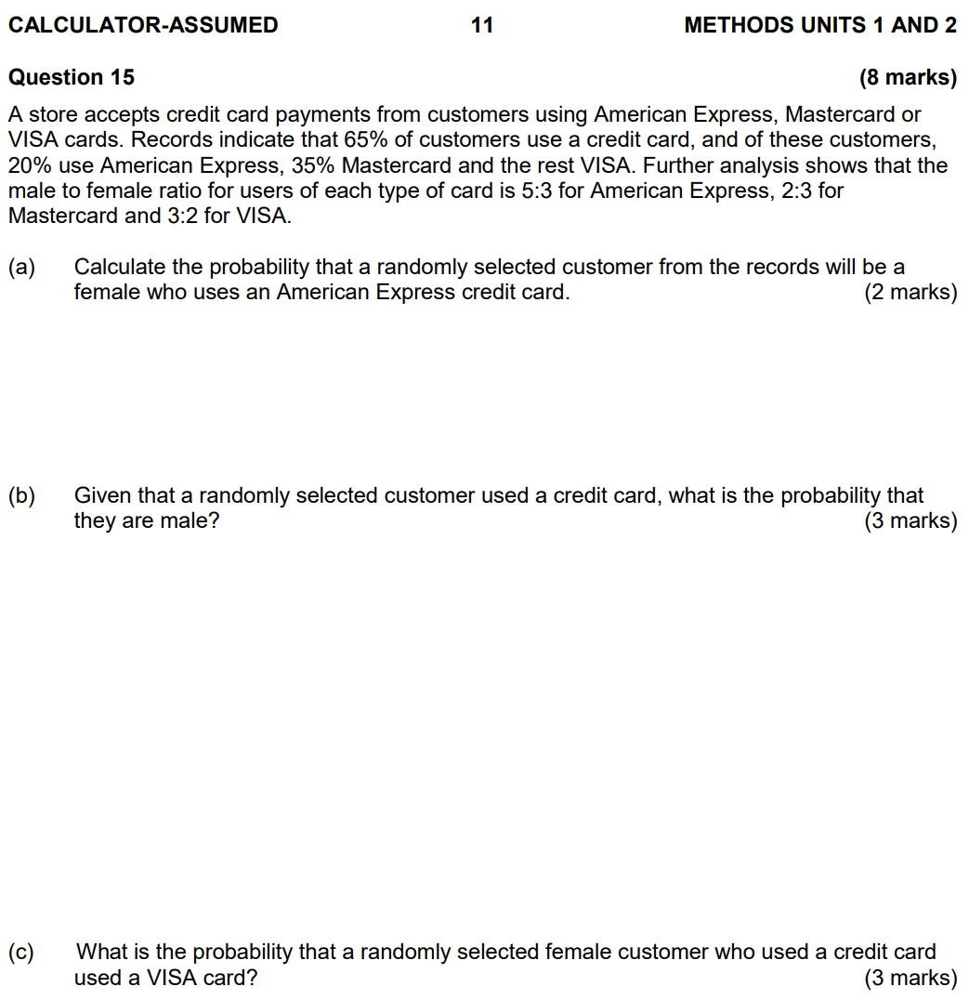 CALCULATOR-ASSUMED 11 METHODS UNITS 1 AND 2
Question 15 (8 marks)
A store accepts credit card payments from customers using American Express, Mastercard or
VISA cards. Records indicate that 65% of customers use a credit card, and of these customers,
20% use American Express, 35% Mastercard and the rest VISA. Further analysis shows that the
male to female ratio for users of each type of card is 5:3 for American Express, 2:3 for
Mastercard and 3:2 for VISA.
(a) Calculate the probability that a randomly selected customer from the records will be a
female who uses an American Express credit card. (2 marks)
(b) Given that a randomly selected customer used a credit card, what is the probability that
they are male? (3 marks)
(c) What is the probability that a randomly selected female customer who used a credit card
used a VISA card? (3 marks)